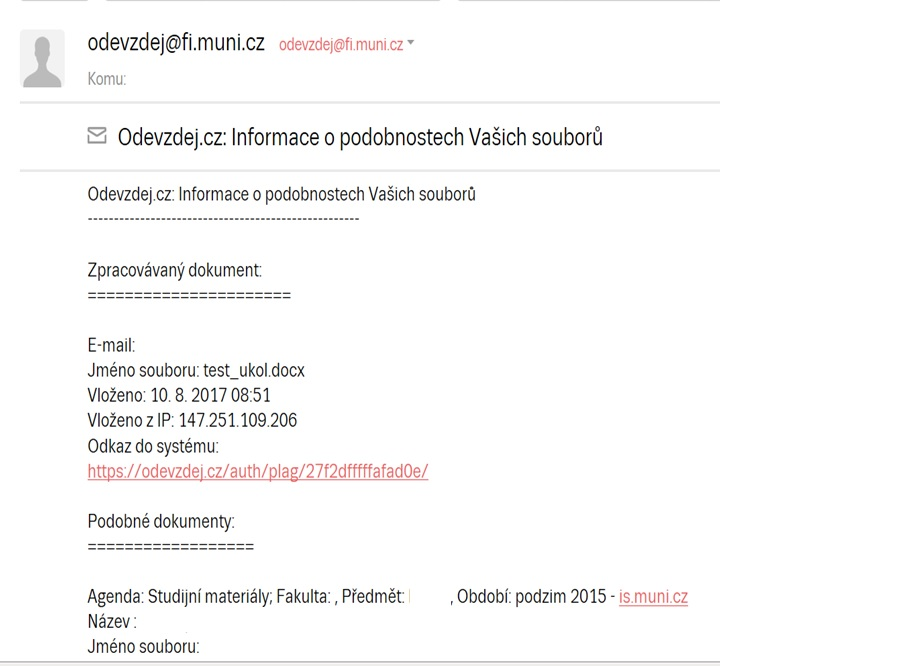 odevzdej@fi.muni.cz odevzdej@fi.muni.cz
Komu:
Odevzdej.cz: Informace o podobnostech Vašich souborů
Odevzdej.cz: Informace o podobnostech Vašich souborů
----------------------------------------------------
Zpracovávaný dokument:
======================
E-mail:
Jméno souboru: test_ukol.docx
Vloženo: 10. 8. 2017 08:51
Vloženo z IP: 147.251.109.206
Odkaz do systému:
https://odevzdej.cz/auth/plag/27f2dfffffafad0e/
Podobné dokumenty:
==================
Agenda: Studijní materiály; Fakulta: , Předmět: , Období: podzim 2015 - is.muni.cz
Název :
Jméno souboru: